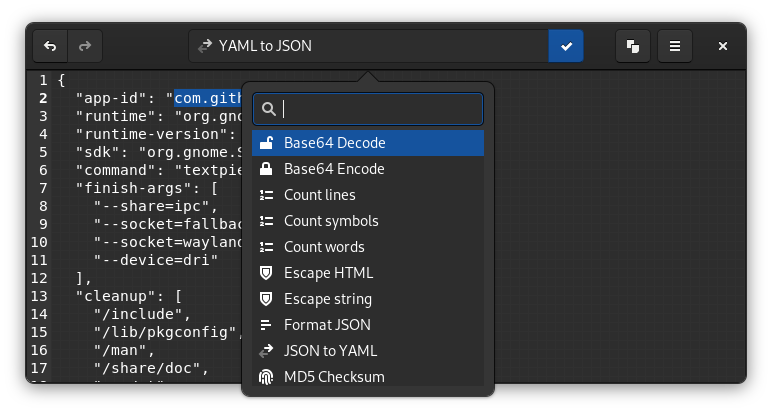 YAML to JSON
1 {
2 "app-id": "com.gith
3 "runtime": "org.gno
4 "runtime-version":
5 "sdk": "org.gnome.S
6 "command": "textpie
7 "finish-args": [
8 "--share=ipc",
9 "--socket=fallbac
10 "--socket=wayland
11 "--device=dri"
12 ],
13 "cleanup": [
14 "/include",
15 "/lib/pkgconfig",
16 "/man",
17 "/share/doc",
Base64 Decode
Base64 Encode
Count lines
Count symbols
Count words
Escape HTML
Escape string
Format JSON
JSON to YAML
MD5 Checksum